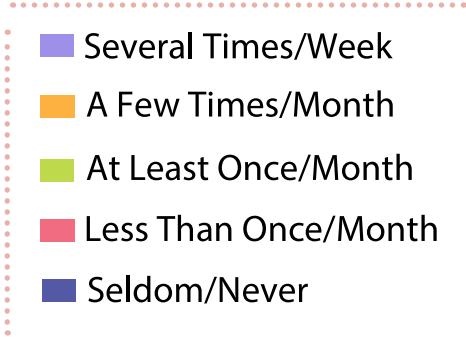 Several Times/Week
A Few Times/Month
At Least Once/Month
Less Than Once/Month
Seldom/Never